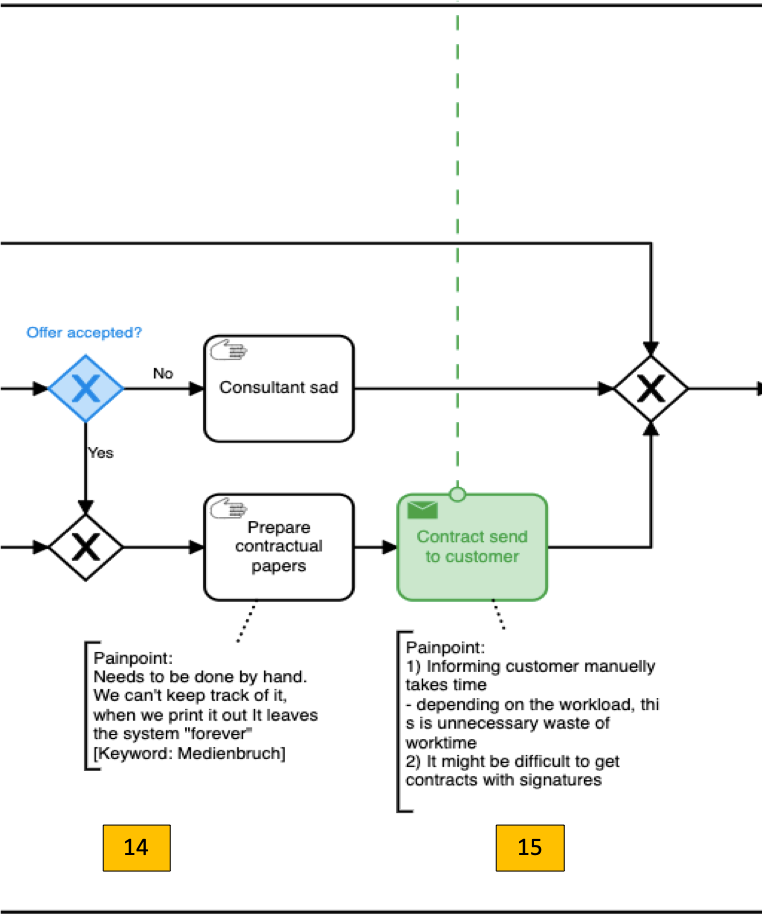 Offer accepted?
No
Consultant sad
Yes
Prepare
contractual
papers
Contract send
to customer
Painpoint:
Needs to be done by hand.
We can't keep track of it,
when we print it out It leaves
the system "forever"
[Keyword: Medienbruch]
Painpoint:
1) Informing customer manuelly
takes time
- depending on the workload, thi
s is unnecessary waste of
worktime
2) It might be difficult to get
contracts with signatures
14
15